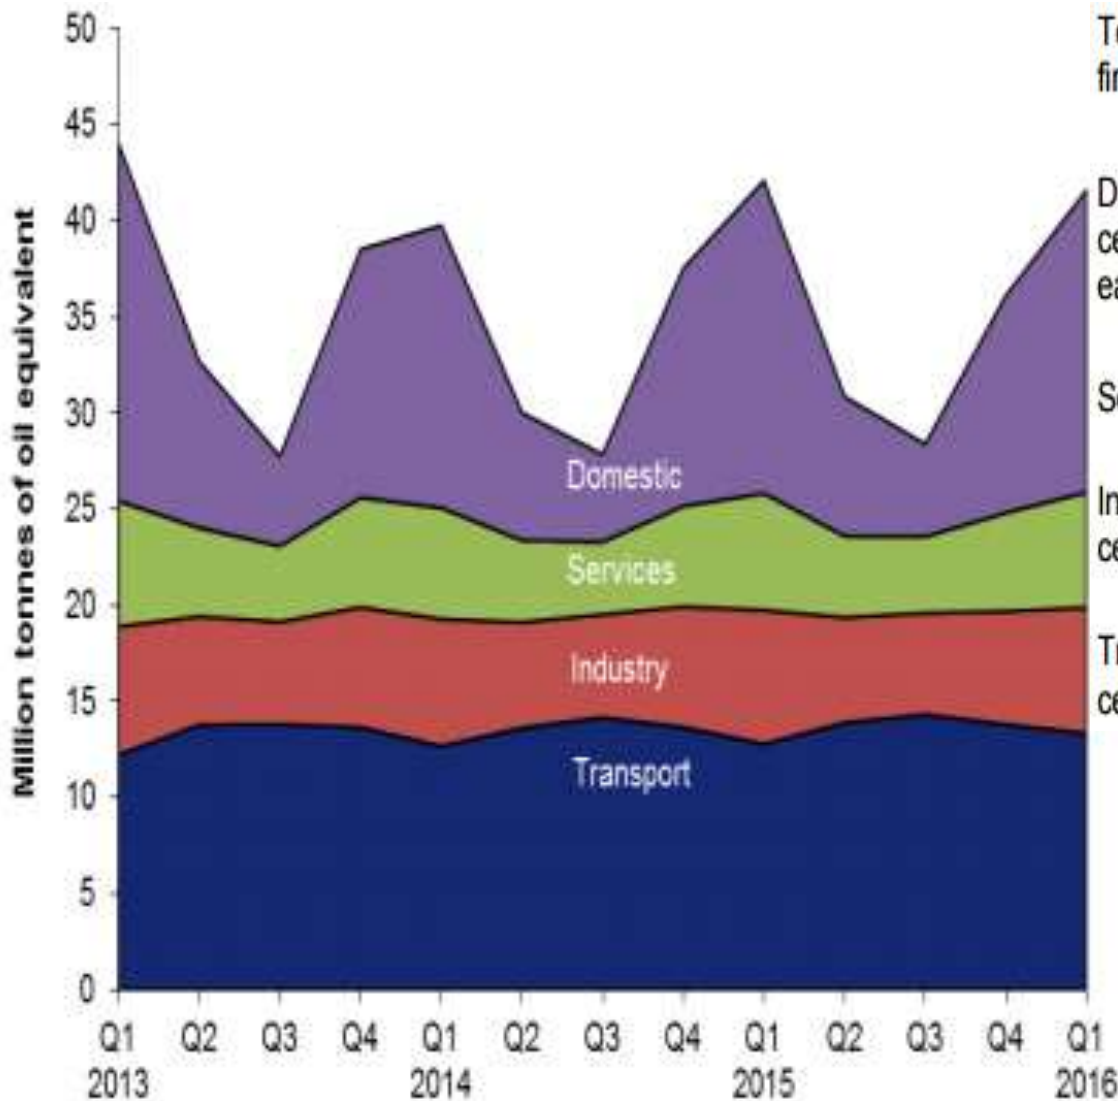 50
45
40
35
30
25
20
15
10
5
0
Million tonnes of oil equivalent
Domestic
Services
Industry
Transport
Q1 Q2 Q3 Q4 Q1 Q2 Q3 Q4 Q1 Q2 Q3 Q4 Q1
2013 2014 2015 2016